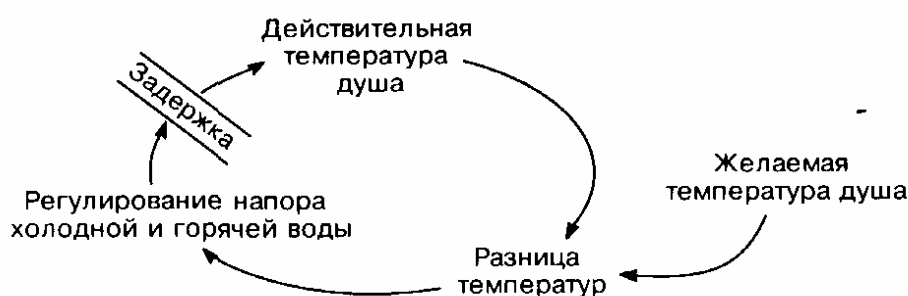 Действительная
температура
душа
Задержка
Желаемая
температура душа
Регулирование напора
холодной и горячей воды
Разница
температур